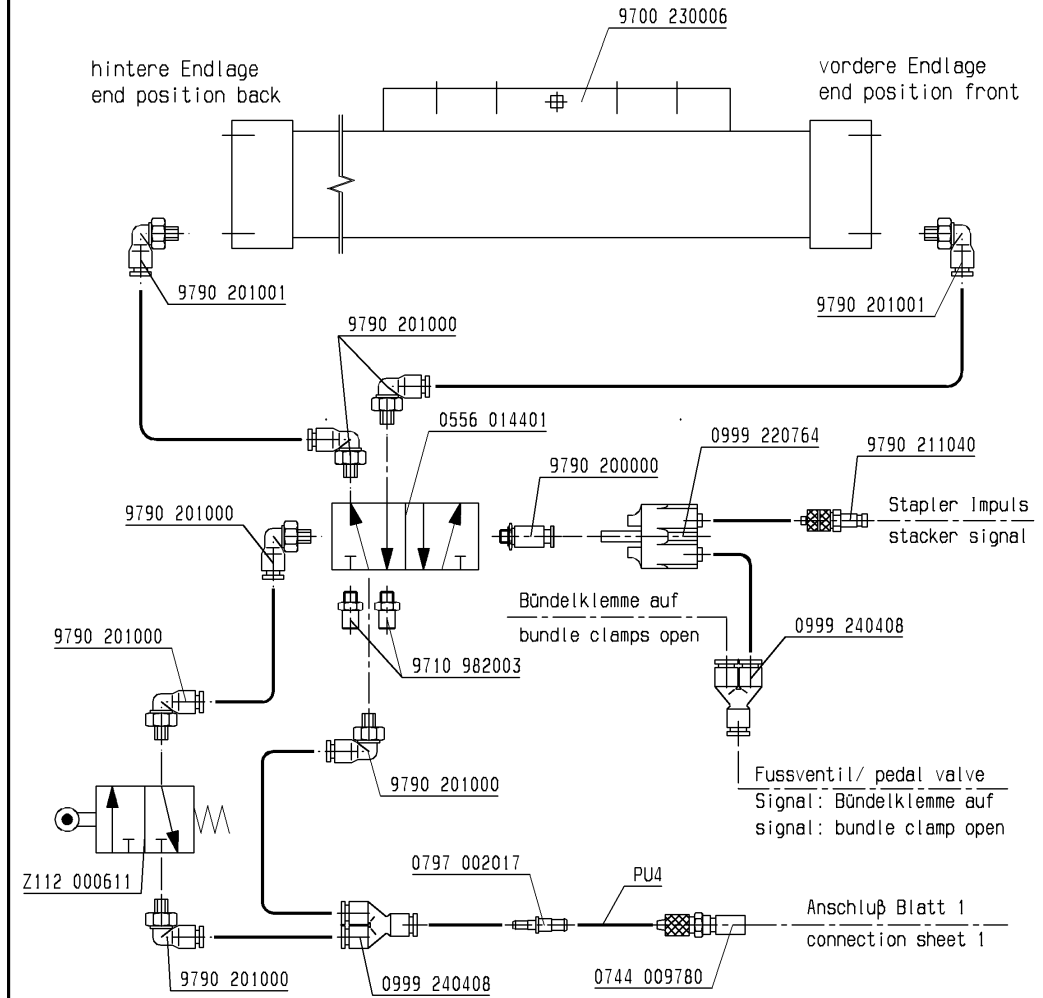 9700 230006
hintere Endlage
end position back
vordere Endlage
end position front
9790 201001
9790 201001
9790 201000
0556 014401
0999 220764
9790 211040
9790 200000
9790 201000
Stapler Impuls
stacker signal
Bündelklemme auf
bundle clamps open
0999 240408
9790 201000
9710 982003
9790 201000
Fussventil/ pedal valve
Signal: Bündelklemme auf
signal: bundle clamp open
Z112 000611
0797 002017
PU4
Anschluβ Blatt 1
connection sheet 1
9790 201000
0999 240408
0744 009780